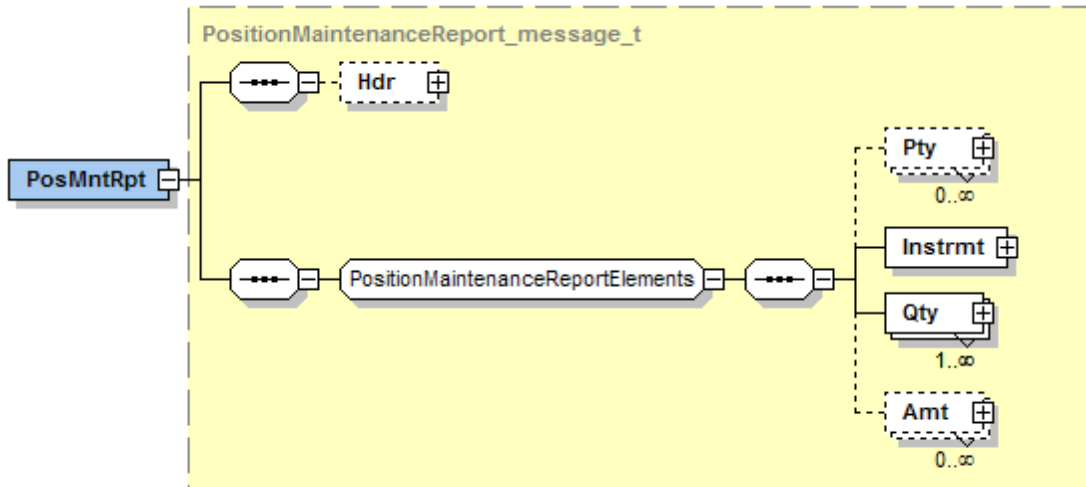 PositionMaintenanceReport_message_t
Hdr
PosMntRpt
Pty
0..∞
Instrmt
PositionMaintenanceReportElements
Qty
1..∞
Amt
0..∞